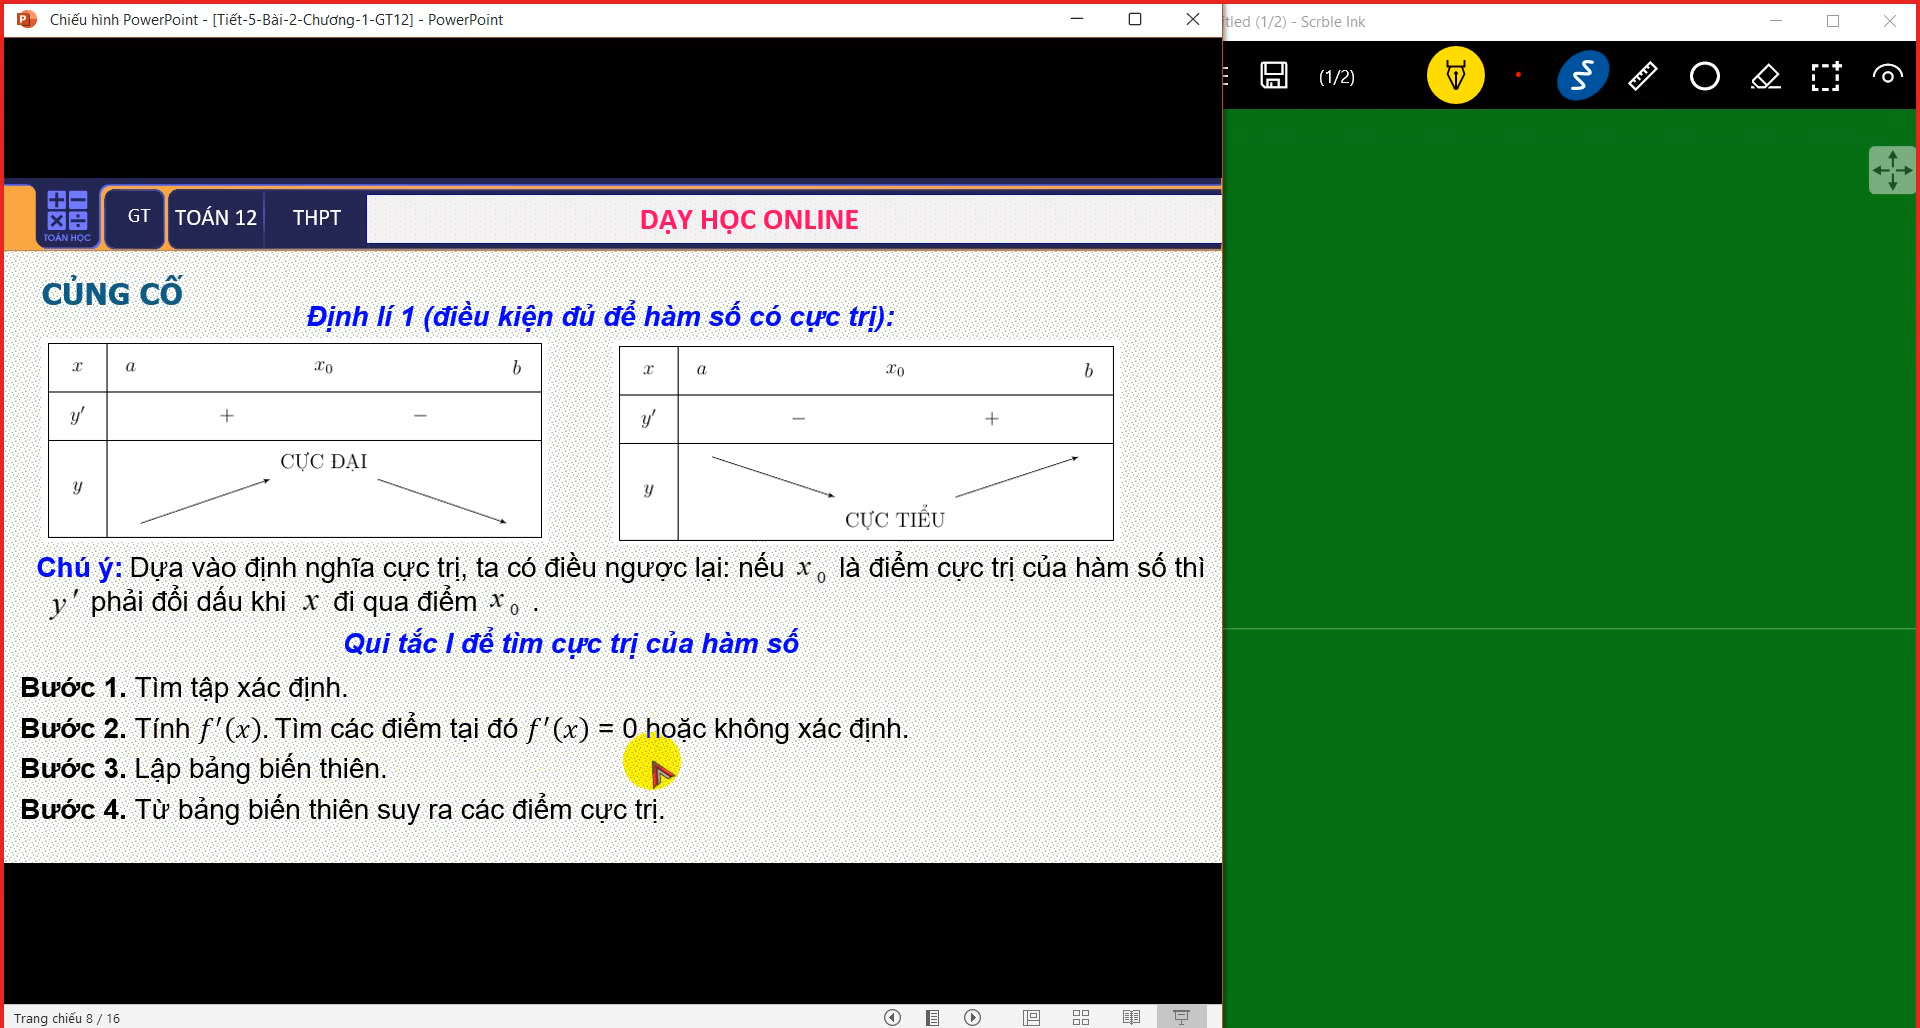 Chiếu hình PowerPoint - [Tiết-5-Bài-2-Chương-1-GT12] - PowerPoint
tled (1/2) - Scrble Ink
(1/2)
TOÁN HỌC
GT
TOÁN 12
THPT
DẠY HỌC ONLINE
CỦNG CỐ
Định lí 1 (điều kiện đủ để hàm số có cực trị):
x a x₀ b
y′ + −
CỰC ĐẠI
y
x a x₀ b
y′ − +
y
CỰC TIỂU
Chú ý: Dựa vào định nghĩa cực trị, ta có điều ngược lại: nếu x₀ là điểm cực trị của hàm số thì
y′ phải đổi dấu khi x đi qua điểm x₀ .
Qui tắc I để tìm cực trị của hàm số
Bước 1. Tìm tập xác định.
Bước 2. Tính f′(x). Tìm các điểm tại đó f′(x) = 0 hoặc không xác định.
Bước 3. Lập bảng biến thiên.
Bước 4. Từ bảng biến thiên suy ra các điểm cực trị.
Trang chiếu 8 / 16